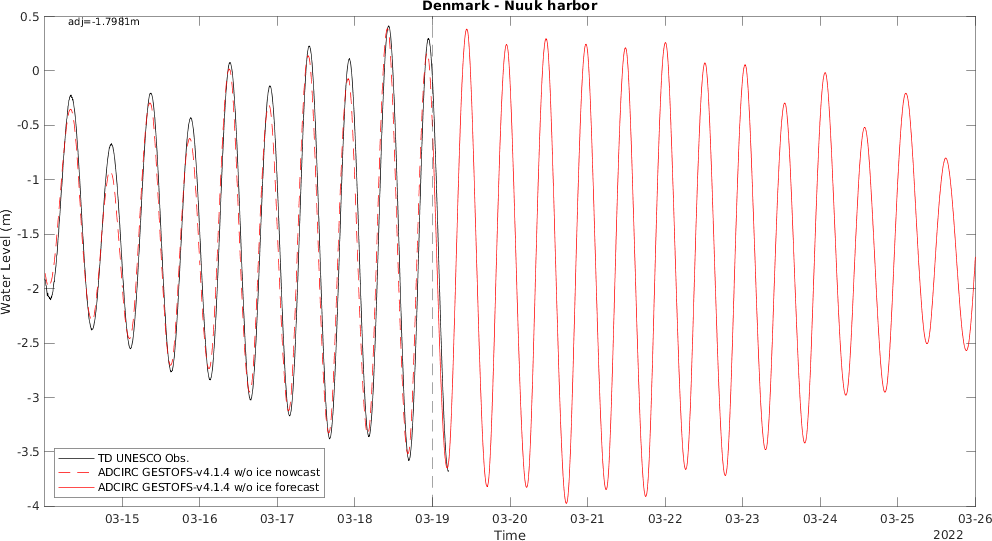 Denmark - Nuuk harbor
adj=-1.7981m
0.5
0
-0.5
-1
-1.5
-2
-2.5
-3
-3.5
-4
Water Level (m)
TD UNESCO Obs.
ADCIRC GESTOFS-v4.1.4 w/o ice nowcast
ADCIRC GESTOFS-v4.1.4 w/o ice forecast
03-15 03-16 03-17 03-18 03-19 03-20 03-21 03-22 03-23 03-24 03-25 03-26
Time
2022